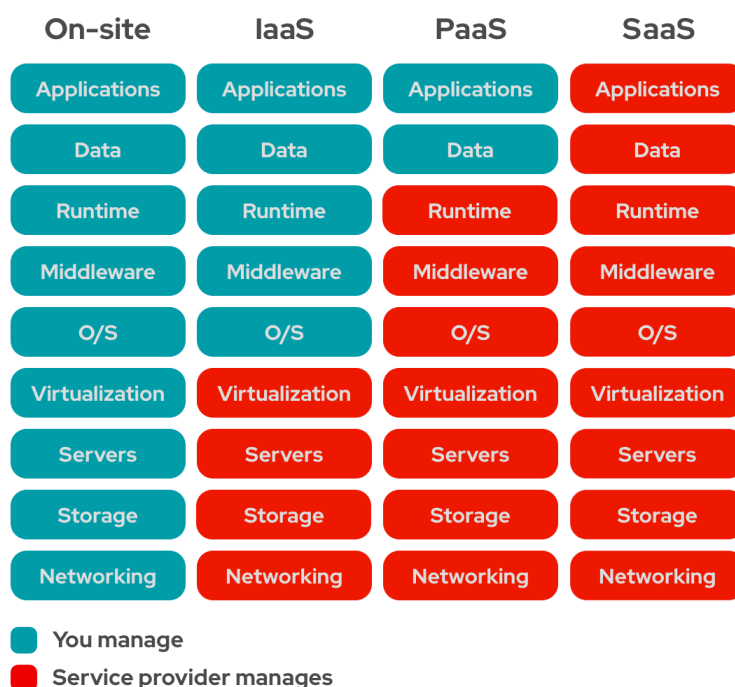 On-site IaaS PaaS SaaS
Applications Applications Applications Applications
Data Data Data Data
Runtime Runtime Runtime Runtime
Middleware Middleware Middleware Middleware
O/S O/S O/S O/S
Virtualization Virtualization Virtualization Virtualization
Servers Servers Servers Servers
Storage Storage Storage Storage
Networking Networking Networking Networking
You manage
Service provider manages